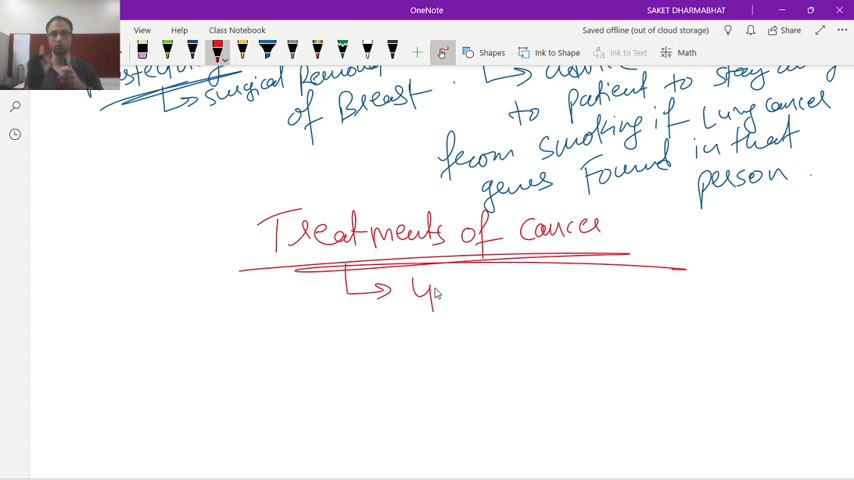 OneNote
SAKET DHARMABHAT
View Help Class Notebook
Saved offline (out of cloud storage)
Share
Shapes
Ink to Shape
Ink to Text
Math
surgical Removal
of Breast.
patient to stay away
to
from smoking if Lung cancer
genes Found in that
person.
Treatments of cancer
4